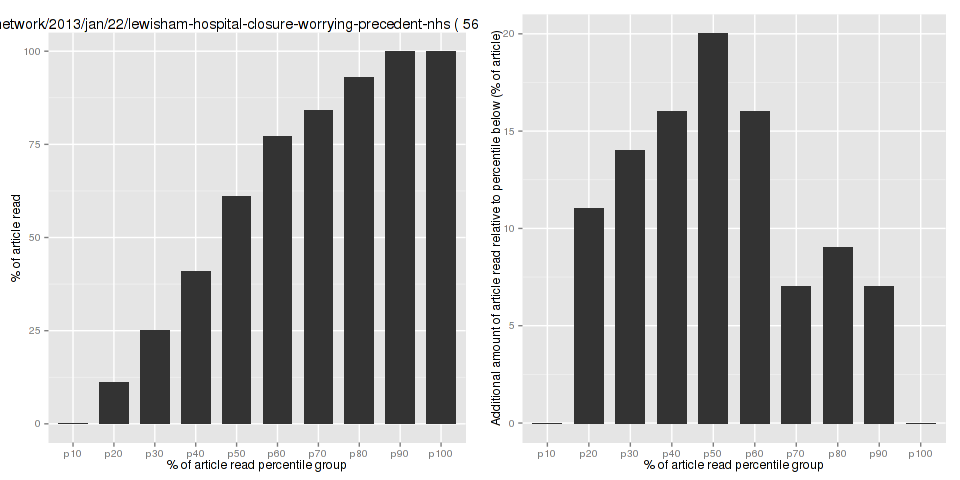 network/2013/jan/22/lewisham-hospital-closure-worrying-precedent-nhs ( 56
100
75
50
25
0
% of article read
p10 p20 p30 p40 p50 p60 p70 p80 p90 p100
% of article read percentile group
Additional amount of article read relative to percentile below (% of article)
20
15
10
5
0
p10 p20 p30 p40 p50 p60 p70 p80 p90 p100
% of article read percentile group